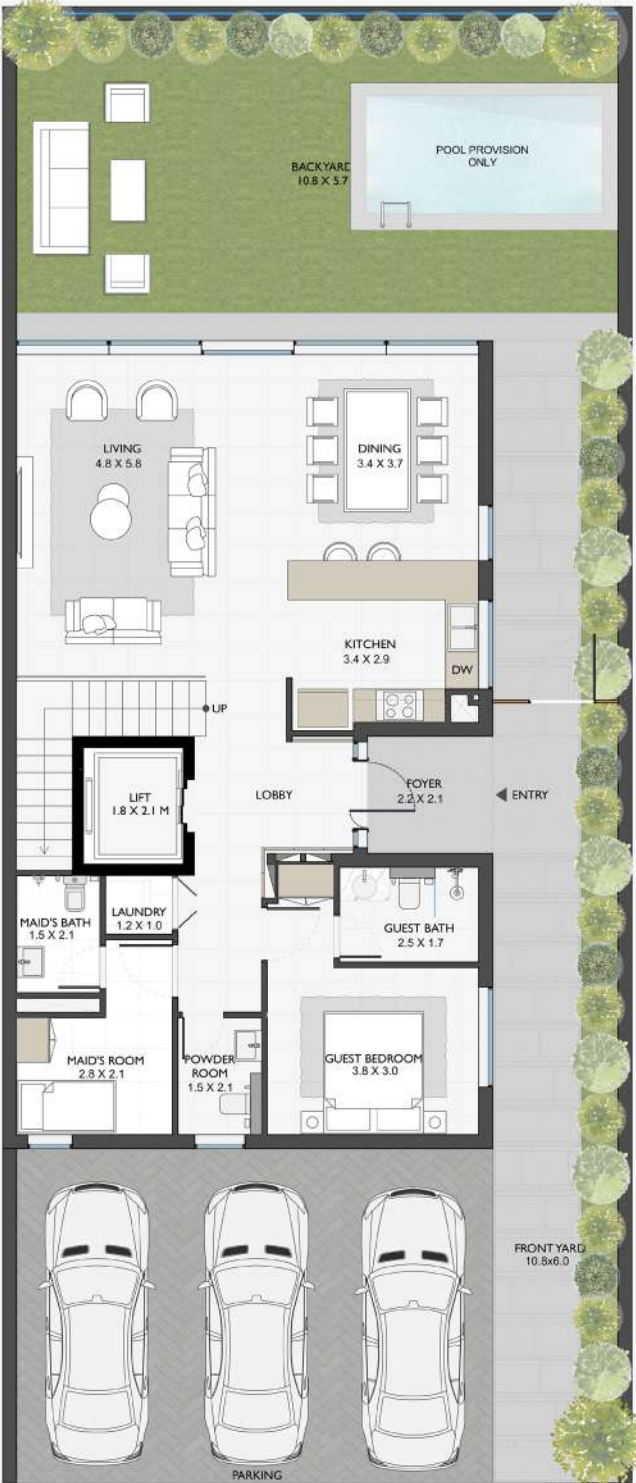 POOL PROVISION
ONLY
BACKYARD
10.8 X 5.7
LIVING
4.8 X 5.8
DINING
3.4 X 3.7
KITCHEN
3.4 X 2.9
DW
UP
LIFT
1.8 X 2.1 M
LOBBY
FOYER
2.2 X 2.1
ENTRY
MAID'S BATH
1.5 X 2.1
LAUNDRY
1.2 X 1.0
GUEST BATH
2.5 X 1.7
MAID'S ROOM
2.8 X 2.1
POWDER
ROOM
1.5 X 2.1
GUEST BEDROOM
3.8 X 3.0
FRONT YARD
10.8x6.0
PARKING